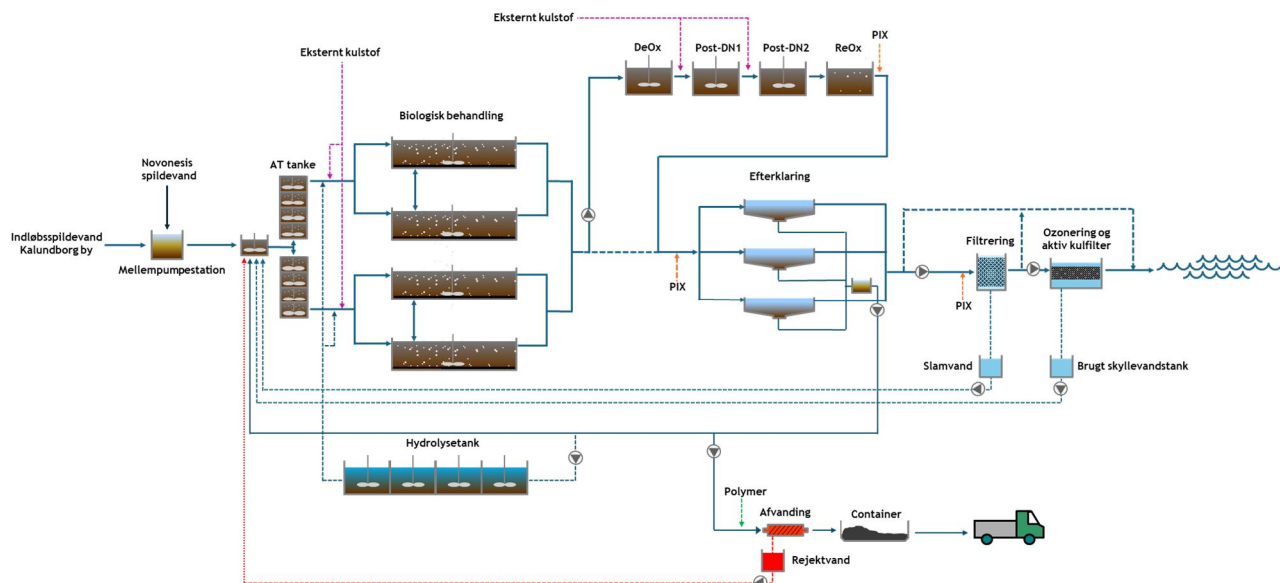 Eksternt kulstof
PIX
DeOx
Post-DN1
Post-DN2
ReOx
Eksternt kulstof
Biologisk behandling
Novonesis
spildevand
AT tanke
Efterklaring
Indløbsspildevand
Kalundborg by
Mellempumpestation
Filtrering
Ozonering og
aktiv kulfilter
PIX
PIX
Slamvand
Brugt skyllevandstank
Hydrolysetank
Polymer
Afvanding
Container
Rejektvand